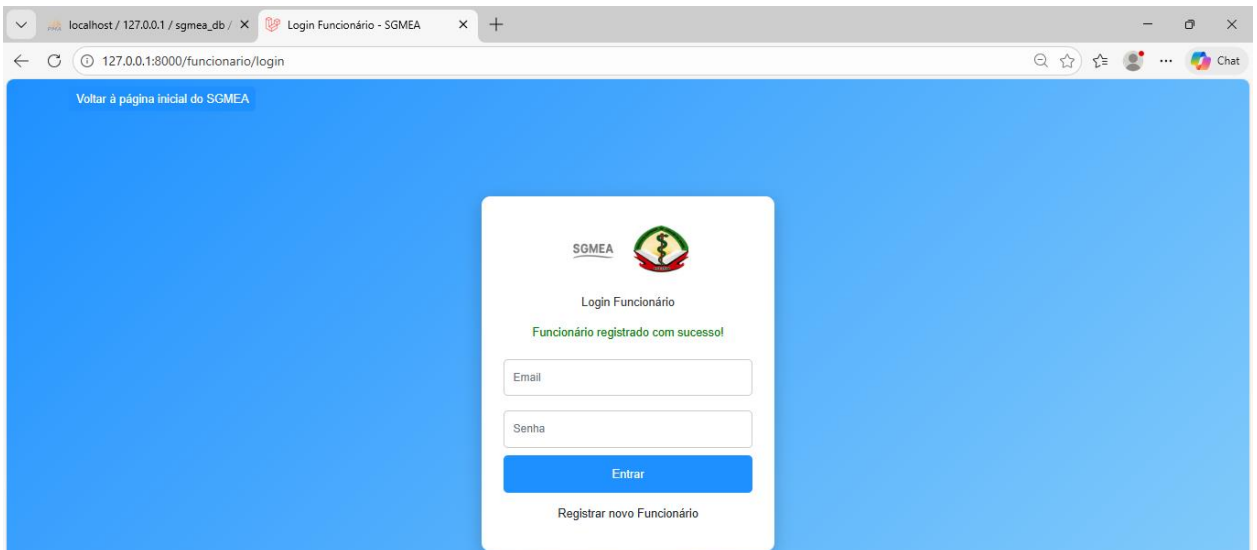 localhost / 127.0.0.1 / sgmea_db /
Login Funcionário - SGMEA
127.0.0.1:8000/funcionario/login
Chat
Voltar à página inicial do SGMEA
SGMEA
Login Funcionário
Funcionário registrado com sucesso!
Email
Senha
Entrar
Registrar novo Funcionário